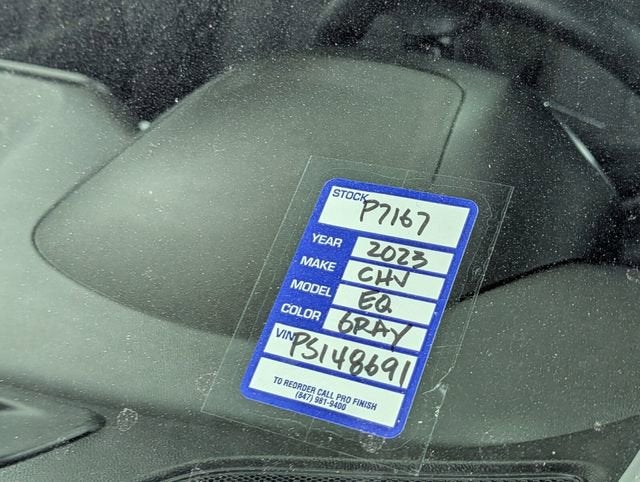 STOCK P7167
YEAR 2023
MAKE CHV
MODEL EQ
COLOR GRAY
VIN PS148691
TO REORDER CALL PRO FINISH
(847) 981-9400